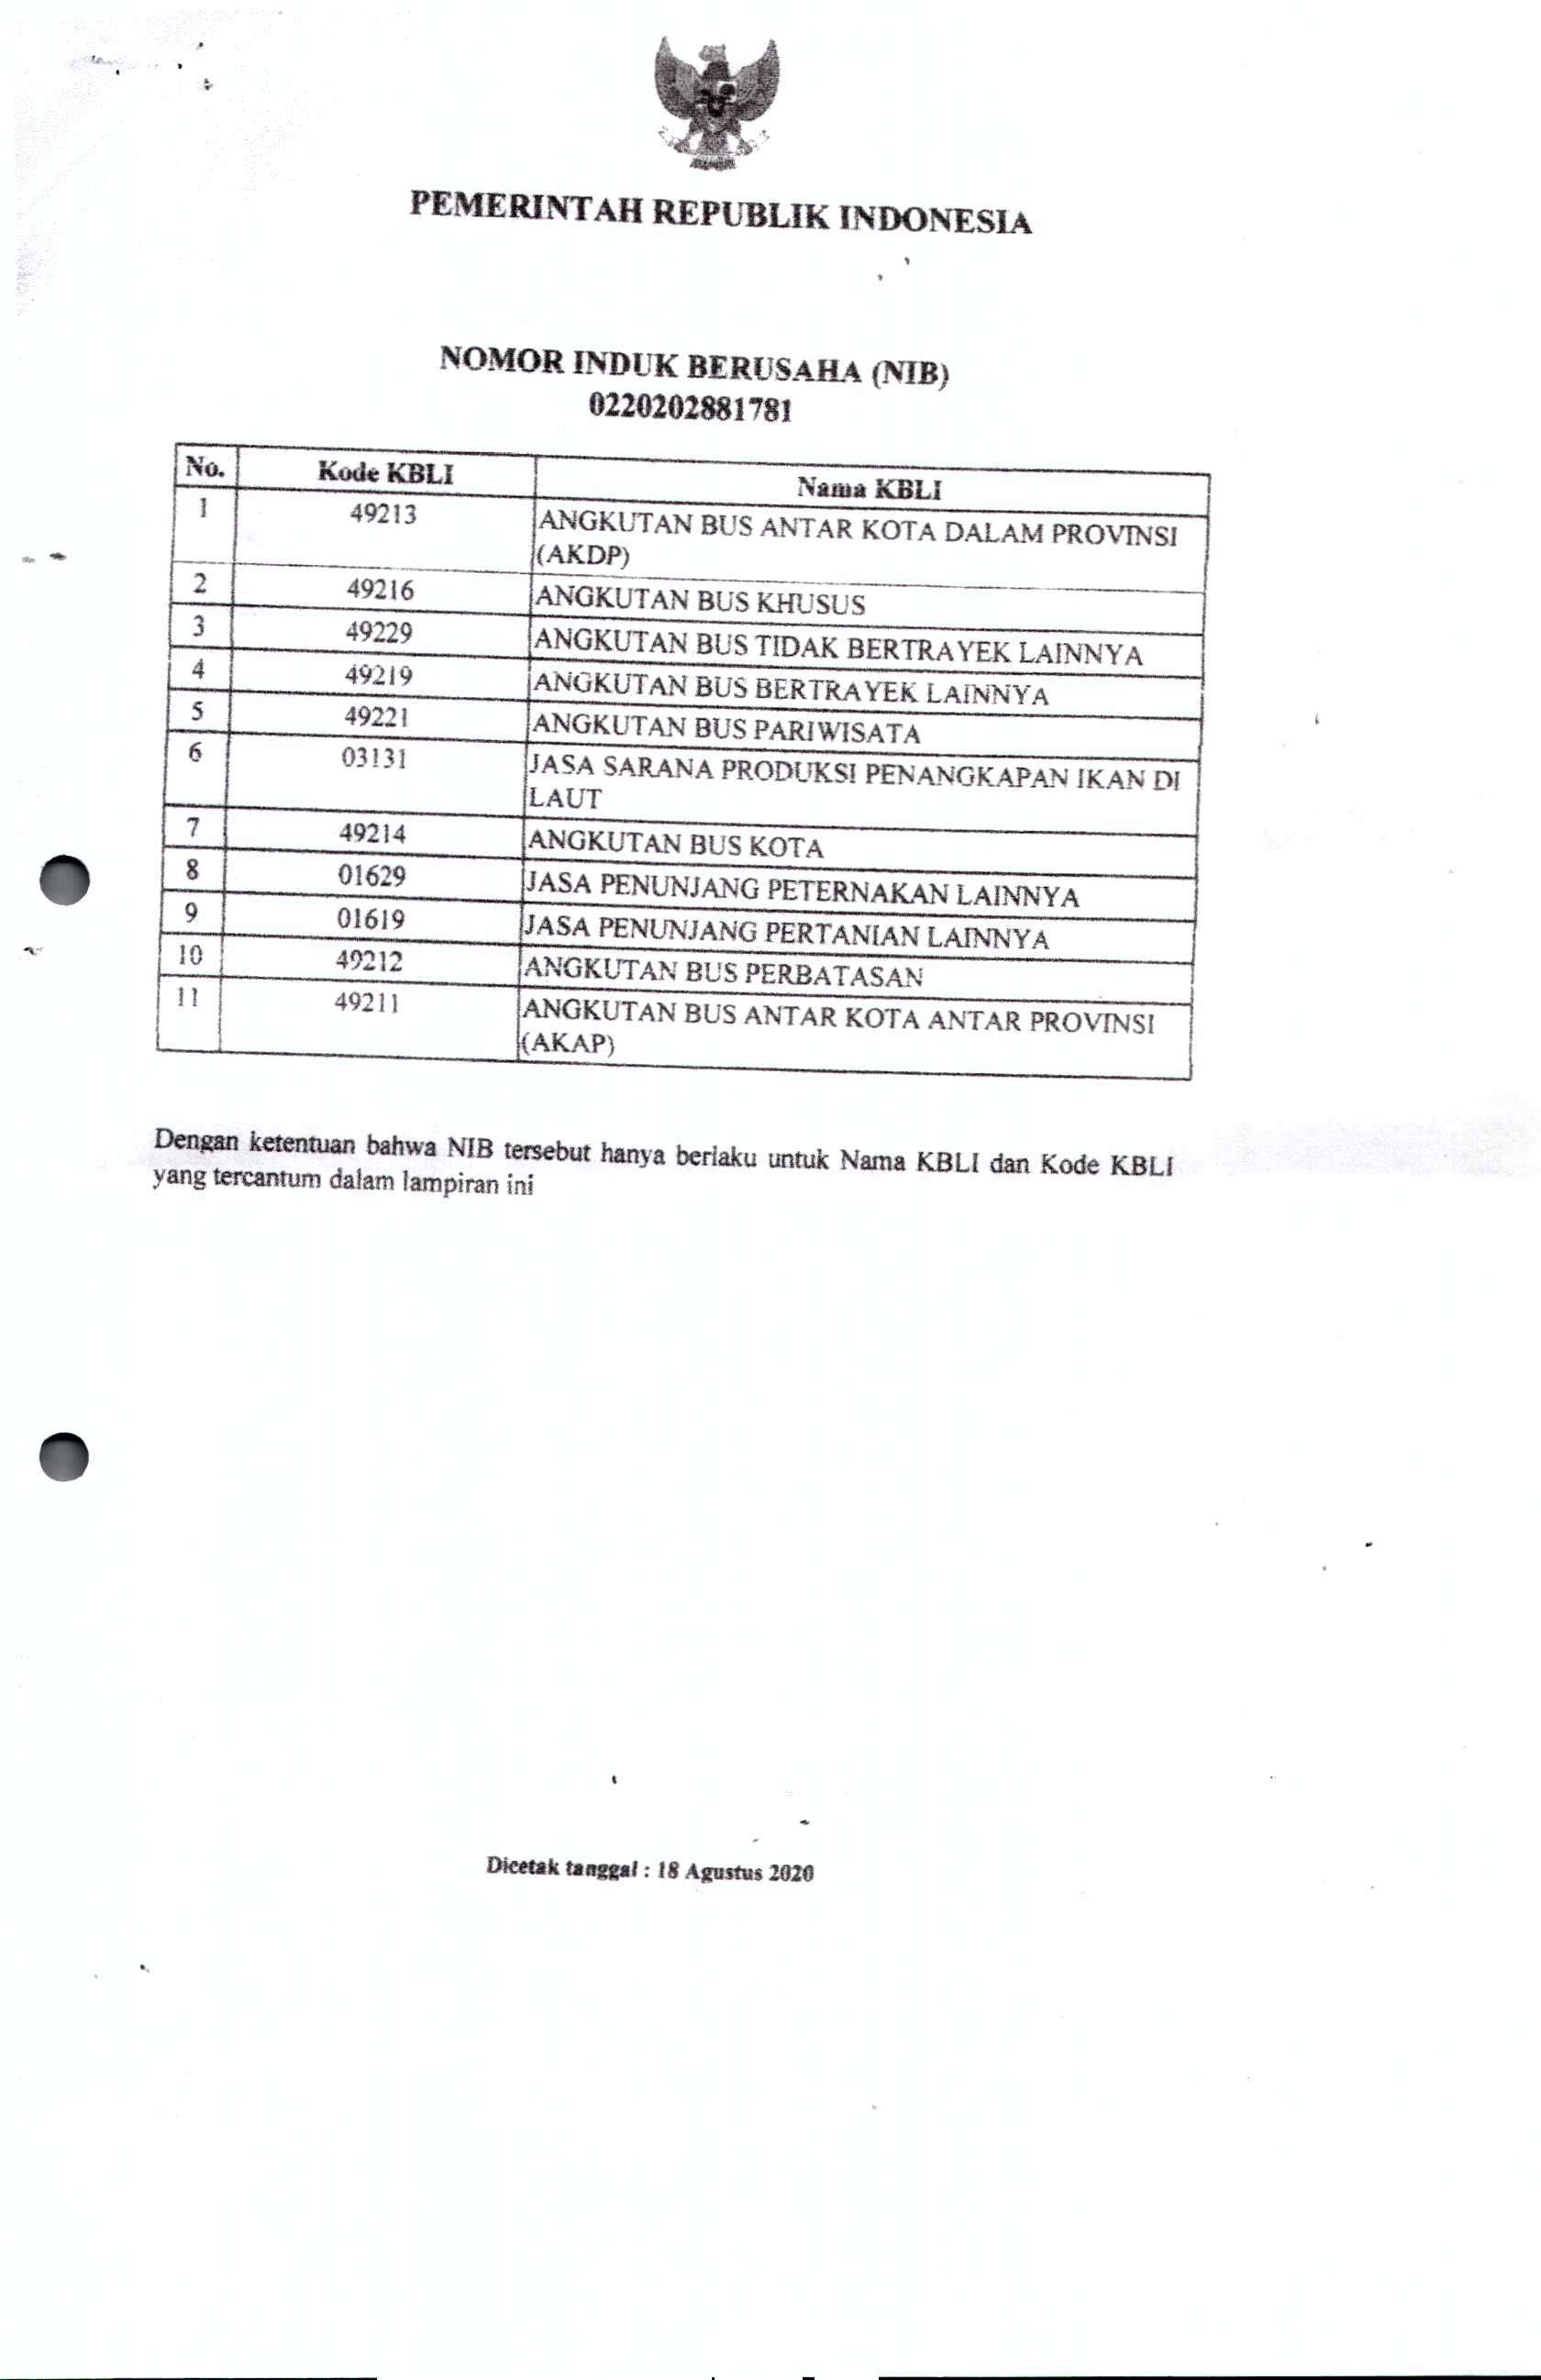 PEMERINTAH REPUBLIK INDONESIA
NOMOR INDUK BERUSAHA (NIB)
0220202881781
No. Kode KBLI Nama KBLI
1 49213 ANGKUTAN BUS ANTAR KOTA DALAM PROVINSI
(AKDP)
2 49216 ANGKUTAN BUS KHUSUS
3 49229 ANGKUTAN BUS TIDAK BERTRAYEK LAINNYA
4 49219 ANGKUTAN BUS BERTRAYEK LAINNYA
5 49221 ANGKUTAN BUS PARIWISATA
6 03131 JASA SARANA PRODUKSI PENANGKAPAN IKAN DI
LAUT
7 49214 ANGKUTAN BUS KOTA
8 01629 JASA PENUNJANG PETERNAKAN LAINNYA
9 01619 JASA PENUNJANG PERTANIAN LAINNYA
10 49212 ANGKUTAN BUS PERBATASAN
11 49211 ANGKUTAN BUS ANTAR KOTA ANTAR PROVINSI
(AKAP)
Dengan ketentuan bahwa NIB tersebut hanya berlaku untuk Nama KBLI dan Kode KBLI
yang tercantum dalam lampiran ini
Dicetak tanggal : 18 Agustus 2020